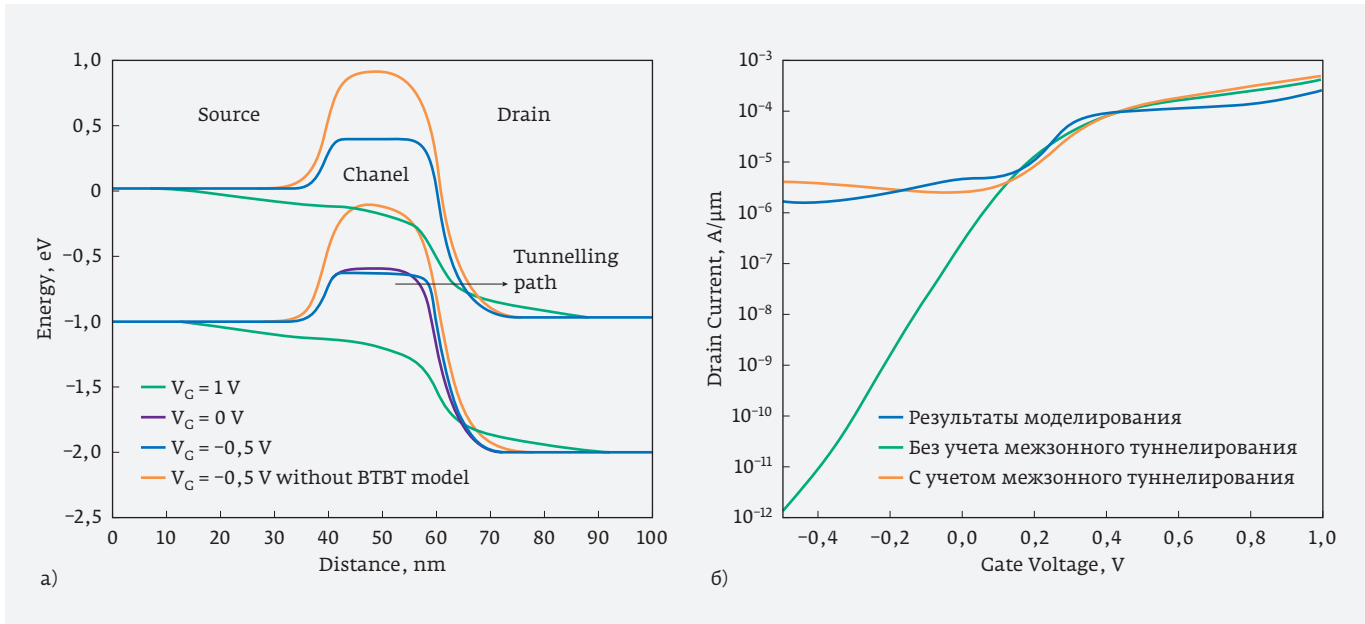 1,0
0,5
0
−0,5
−1,0
−1,5
−2,0
−2,5
Energy, eV
Source
Drain
Chanel
Tunnelling
path
V_G = 1 V
V_G = 0 V
V_G = −0,5 V
V_G = −0,5 V without BTBT model
0 10 20 30 40 50 60 70 80 90 100
Distance, nm
а)
10⁻³
10⁻⁴
10⁻⁵
10⁻⁶
10⁻⁷
10⁻⁸
10⁻⁹
10⁻¹⁰
10⁻¹¹
10⁻¹²
Drain Current, A/µm
Результаты моделирования
Без учета межзонного туннелирования
С учетом межзонного туннелирования
−0,4 −0,2 0,0 0,2 0,4 0,6 0,8 1,0
Gate Voltage, V
б)